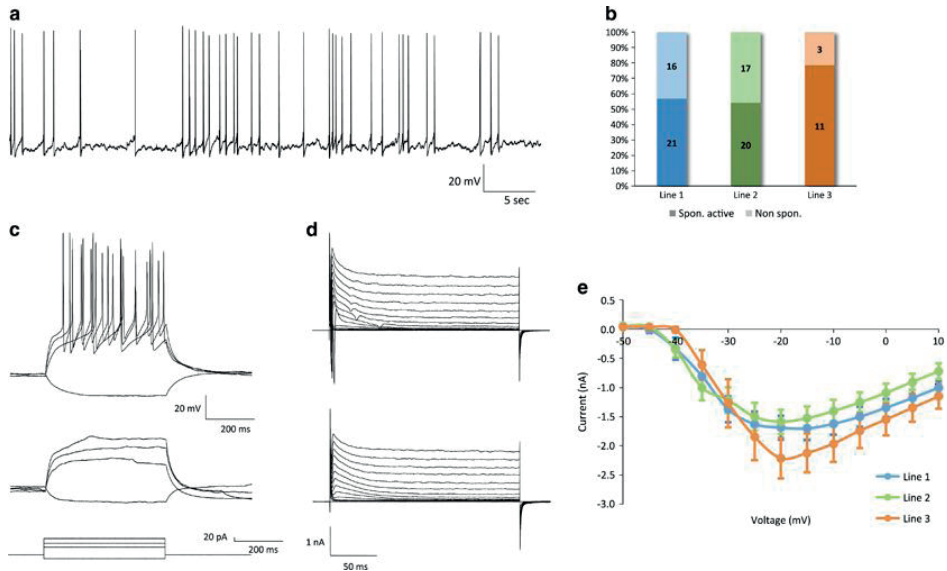 a
20 mV
5 sec
b
100%
90%
80%
70%
60%
50%
40%
30%
20%
10%
0%
16
17
3
21
20
11
Line 1
Line 2
Line 3
Spon. active
Non spon.
c
20 mV
200 ms
20 pA
200 ms
d
1 nA
50 ms
e
0.5
0.0
-0.5
-1.0
-1.5
-2.0
-2.5
-3.0
-50
-40
-30
-20
-10
0
10
Current (nA)
Voltage (mV)
Line 1
Line 2
Line 3